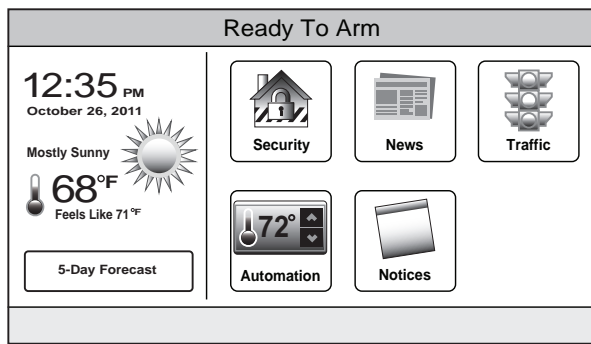 Ready To Arm
12:35 PM
October 26, 2011
Mostly Sunny
68°F
Feels Like 71°F
5-Day Forecast
Security
News
Traffic
72°
Automation
Notices